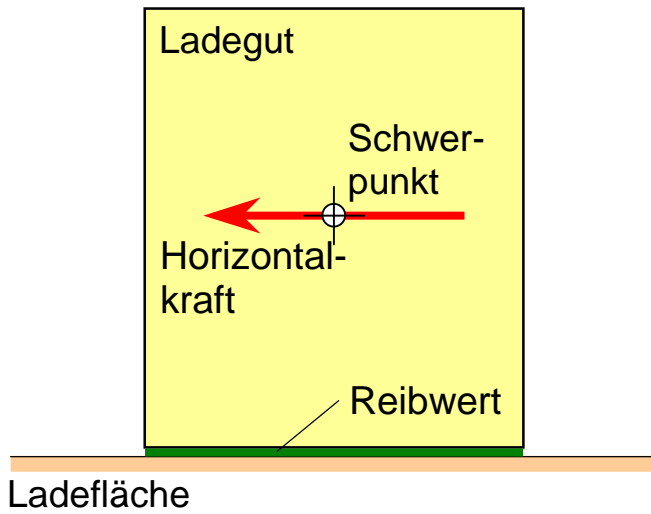 Ladegut
Schwer-
punkt
Horizontal-
kraft
Reibwert
Ladefläche